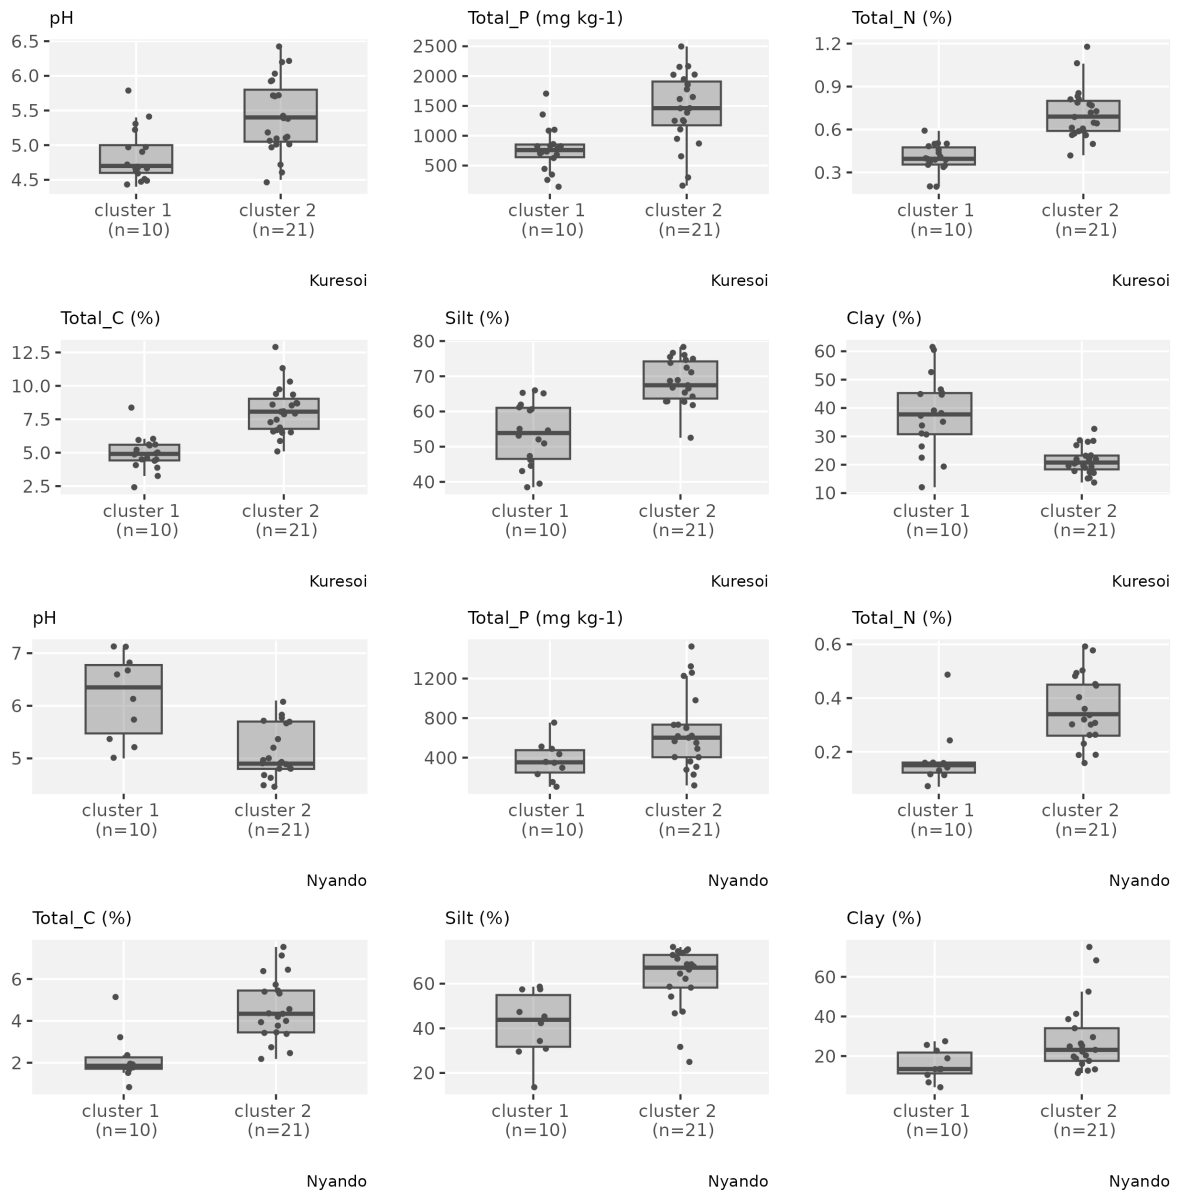 pH
6.5
6.0
5.5
5.0
4.5
cluster 1
(n=10)
cluster 2
(n=21)
Kuresoi
Total_P (mg kg-1)
2500
2000
1500
1000
500
cluster 1
(n=10)
cluster 2
(n=21)
Kuresoi
Total_N (%)
1.2
0.9
0.6
0.3
cluster 1
(n=10)
cluster 2
(n=21)
Kuresoi
Total_C (%)
12.5
10.0
7.5
5.0
2.5
cluster 1
(n=10)
cluster 2
(n=21)
Kuresoi
Silt (%)
80
70
60
50
40
cluster 1
(n=10)
cluster 2
(n=21)
Kuresoi
Clay (%)
60
50
40
30
20
10
cluster 1
(n=10)
cluster 2
(n=21)
Kuresoi
pH
7
6
5
cluster 1
(n=10)
cluster 2
(n=21)
Nyando
Total_P (mg kg-1)
1200
800
400
cluster 1
(n=10)
cluster 2
(n=21)
Nyando
Total_N (%)
0.6
0.4
0.2
cluster 1
(n=10)
cluster 2
(n=21)
Nyando
Total_C (%)
6
4
2
cluster 1
(n=10)
cluster 2
(n=21)
Nyando
Silt (%)
60
40
20
cluster 1
(n=10)
cluster 2
(n=21)
Nyando
Clay (%)
60
40
20
cluster 1
(n=10)
cluster 2
(n=21)
Nyando